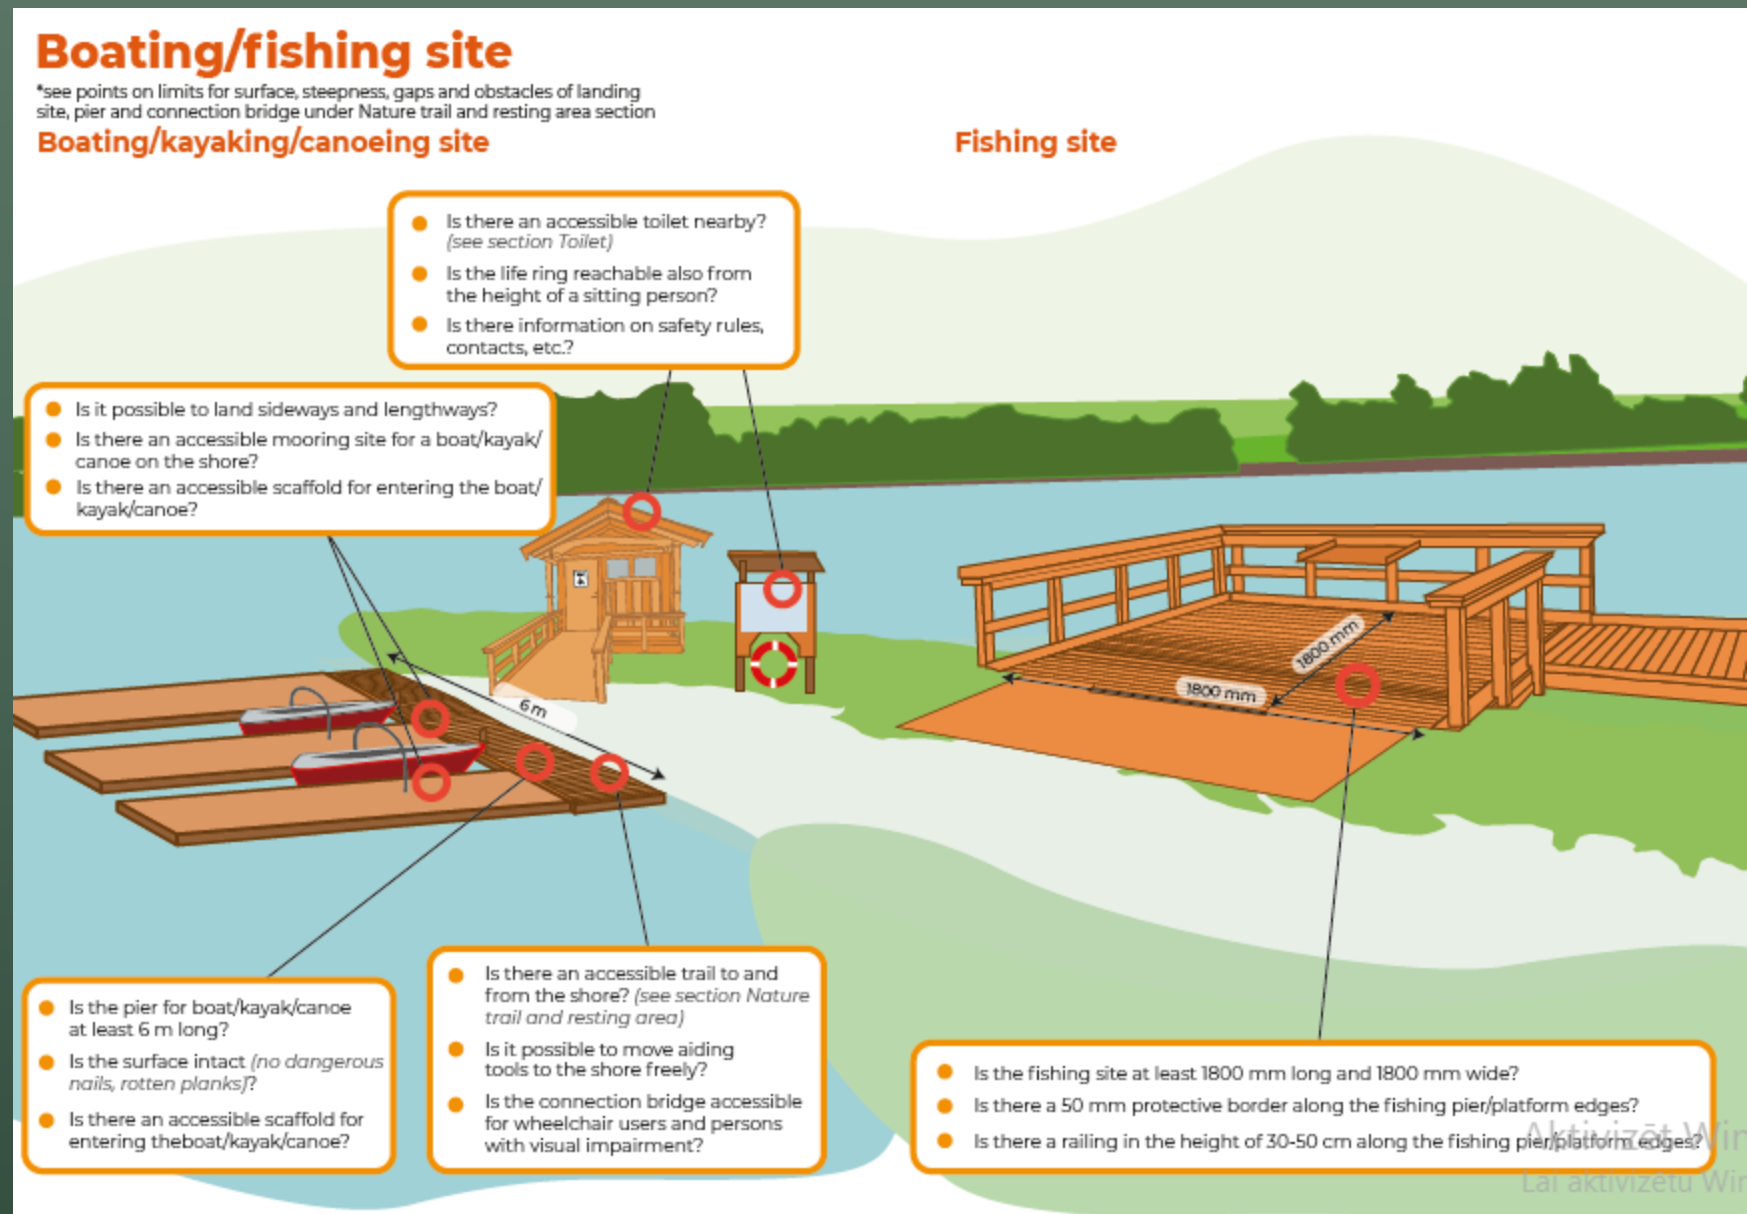 Boating/fishing site
*see points on limits for surface, steepness, gaps and obstacles of landing
site, pier and connection bridge under Nature trail and resting area section
Boating/kayaking/canoeing site
Fishing site
Is there an accessible toilet nearby?
(see section Toilet)
Is the life ring reachable also from
the height of a sitting person?
Is there information on safety rules,
contacts, etc.?
Is it possible to land sideways and lengthways?
Is there an accessible mooring site for a boat/kayak/
canoe on the shore?
Is there an accessible scaffold for entering the boat/
kayak/canoe?
6 m
1800 mm
1800 mm
Is the pier for boat/kayak/canoe
at least 6 m long?
Is the surface intact (no dangerous
nails, rotten planks)?
Is there an accessible scaffold for
entering theboat/kayak/canoe?
Is there an accessible trail to and
from the shore? (see section Nature
trail and resting area)
Is it possible to move aiding
tools to the shore freely?
Is the connection bridge accessible
for wheelchair users and persons
with visual impairment?
Is the fishing site at least 1800 mm long and 1800 mm wide?
Is there a 50 mm protective border along the fishing pier/platform edges?
Is there a railing in the height of 30-50 cm along the fishing pier/platform edges?
Aktivizēt Win
Lai aktivizētu Win